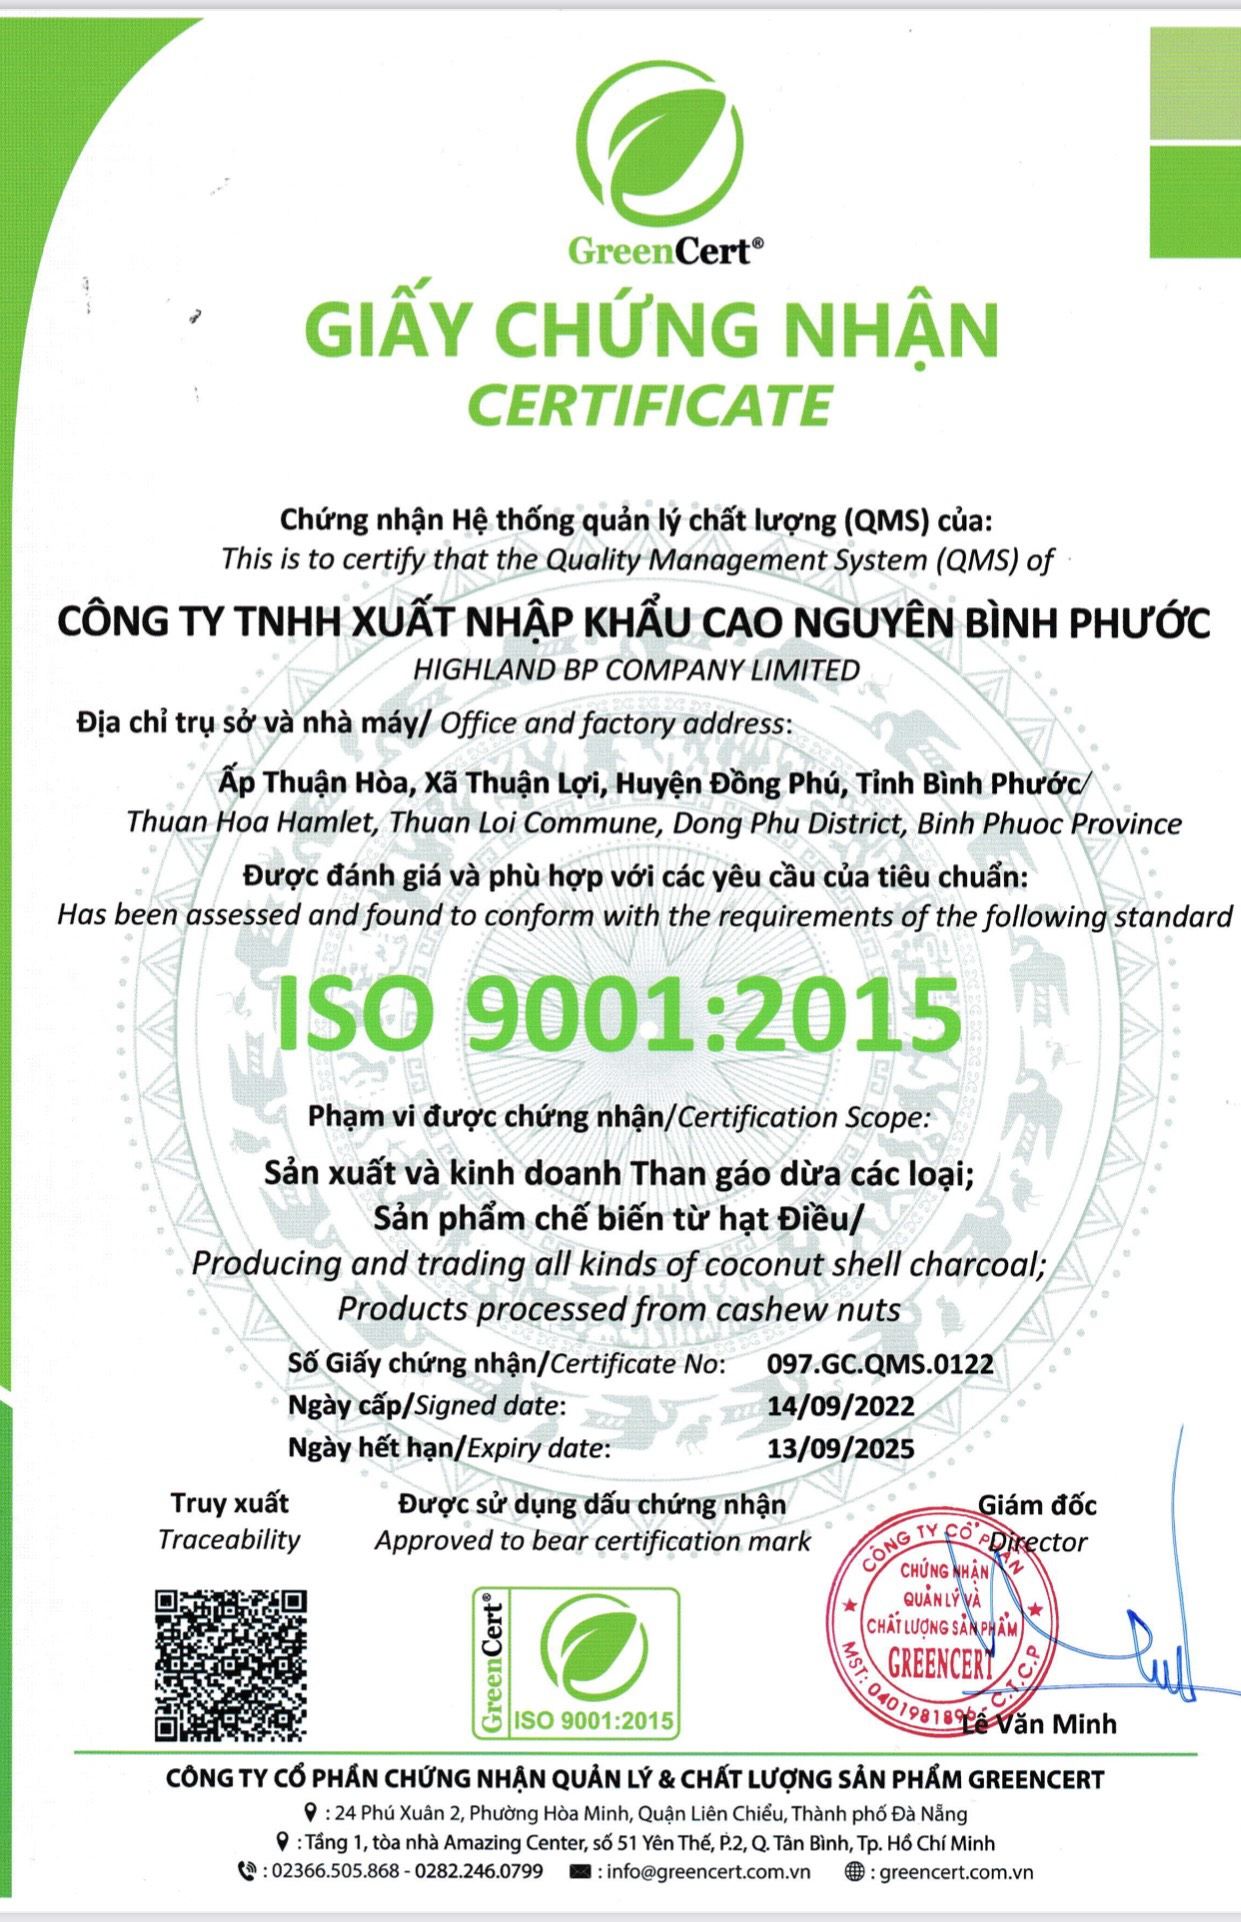 GreenCert®
GIẤY CHỨNG NHẬN
CERTIFICATE
Chứng nhận Hệ thống quản lý chất lượng (QMS) của:
This is to certify that the Quality Management System (QMS) of
CÔNG TY TNHH XUẤT NHẬP KHẨU CAO NGUYÊN BÌNH PHƯỚC
HIGHLAND BP COMPANY LIMITED
Địa chỉ trụ sở và nhà máy/ Office and factory address:
Ấp Thuận Hòa, Xã Thuận Lợi, Huyện Đồng Phú, Tỉnh Bình Phước/
Thuan Hoa Hamlet, Thuan Loi Commune, Dong Phu District, Binh Phuoc Province
Được đánh giá và phù hợp với các yêu cầu của tiêu chuẩn:
Has been assessed and found to conform with the requirements of the following standard
ISO 9001:2015
Phạm vi được chứng nhận/Certification Scope:
Sản xuất và kinh doanh Than gáo dừa các loại;
Sản phẩm chế biến từ hạt Điều/
Producing and trading all kinds of coconut shell charcoal;
Products processed from cashew nuts
Số Giấy chứng nhận/Certificate No: 097.GC.QMS.0122
Ngày cấp/Signed date: 14/09/2022
Ngày hết hạn/Expiry date: 13/09/2025
Truy xuất
Traceability
Được sử dụng dấu chứng nhận
Approved to bear certification mark
GreenCert®
ISO 9001:2015
Giám đốc
Director
CÔNG TY CỔ PHẦN
CHỨNG NHẬN
QUẢN LÝ VÀ
CHẤT LƯỢNG SẢN PHẨM
GREENCERT
MST: 0401981896 - C.T.C.P
Lê Văn Minh
CÔNG TY CỔ PHẦN CHỨNG NHẬN QUẢN LÝ & CHẤT LƯỢNG SẢN PHẨM GREENCERT
: 24 Phú Xuân 2, Phường Hòa Minh, Quận Liên Chiểu, Thành phố Đà Nẵng
: Tầng 1, tòa nhà Amazing Center, số 51 Yên Thế, P.2, Q. Tân Bình, Tp. Hồ Chí Minh
: 02366.505.868 - 0282.246.0799 : info@greencert.com.vn : greencert.com.vn